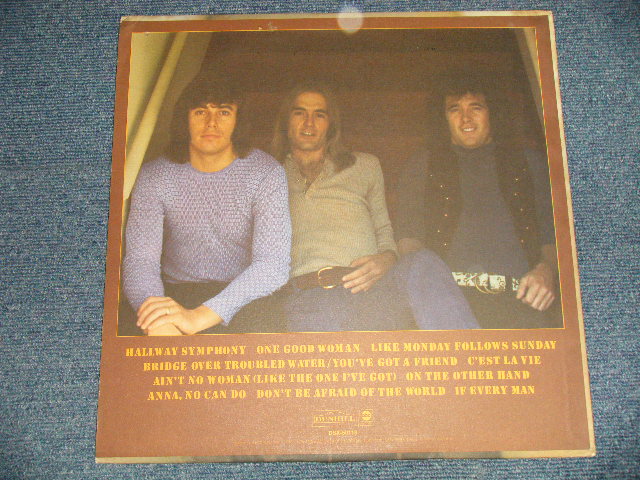 HALLWAY SYMPHONY ONE GOOD WOMAN LIKE MONDAY FOLLOWS SUNDAY
BRIDGE OVER TROUBLED WATER/YOU'VE GOT A FRIEND C'EST LA VIE
AIN'T NO WOMAN (LIKE THE ONE I'VE GOT) ON THE OTHER HAND
ANNA, NO CAN DO DON'T BE AFRAID OF THE WORLD IF EVERY MAN
DUNHILL